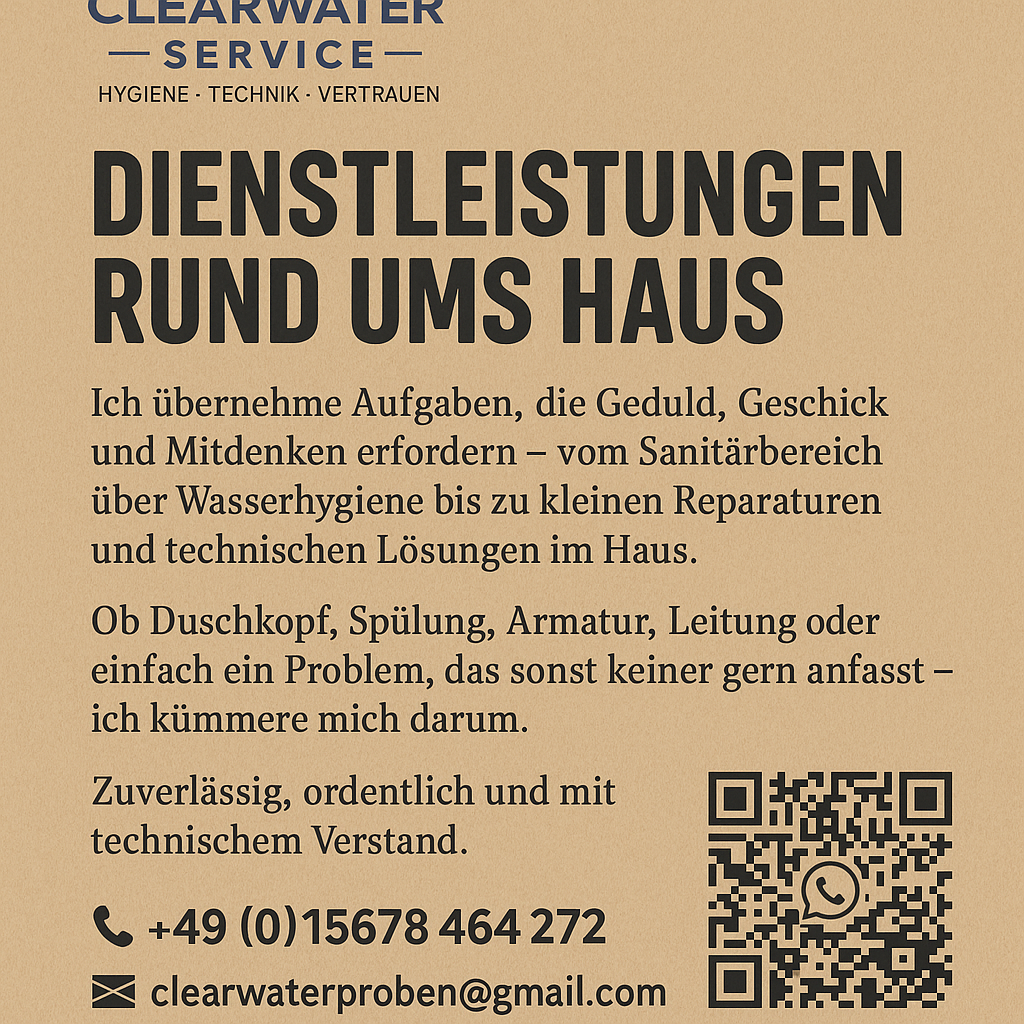 CLEARWATER
— SERVICE —
HYGIENE · TECHNIK · VERTRAUEN
DIENSTLEISTUNGEN
RUND UMS HAUS
Ich übernehme Aufgaben, die Geduld, Geschick
und Mitdenken erfordern – vom Sanitärbereich
über Wasserhygiene bis zu kleinen Reparaturen
und technischen Lösungen im Haus.
Ob Duschkopf, Spülung, Armatur, Leitung oder
einfach ein Problem, das sonst keiner gern anfasst –
ich kümmere mich darum.
Zuverlässig, ordentlich und mit
technischem Verstand.
+49 (0)15678 464 272
clearwaterproben@gmail.com